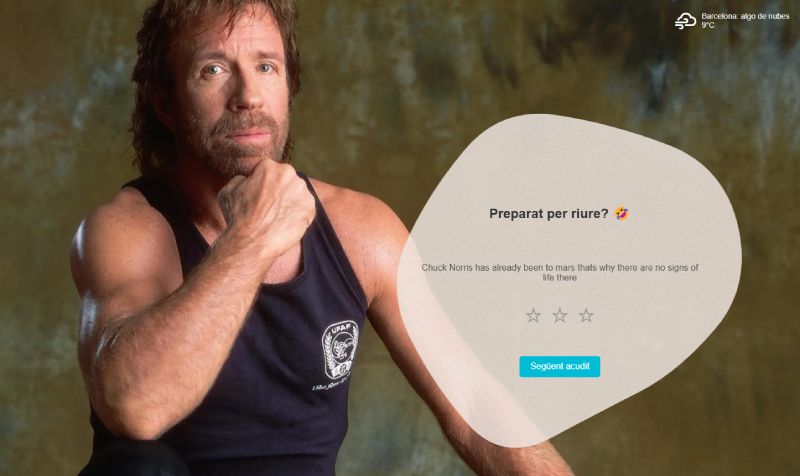 Barcelona: algo de nubes
9°C
Preparat per riure? 🤣
Chuck Norris has already been to mars thats why there are no signs of
life there
Següent acudit
UFAF